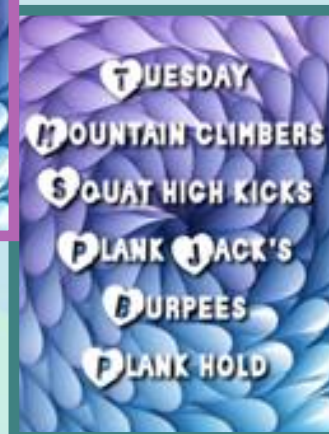 TUESDAY
MOUNTAIN CLIMBERS
SQUAT HIGH KICKS
PLANK JACK'S
BURPEES
PLANK HOLD